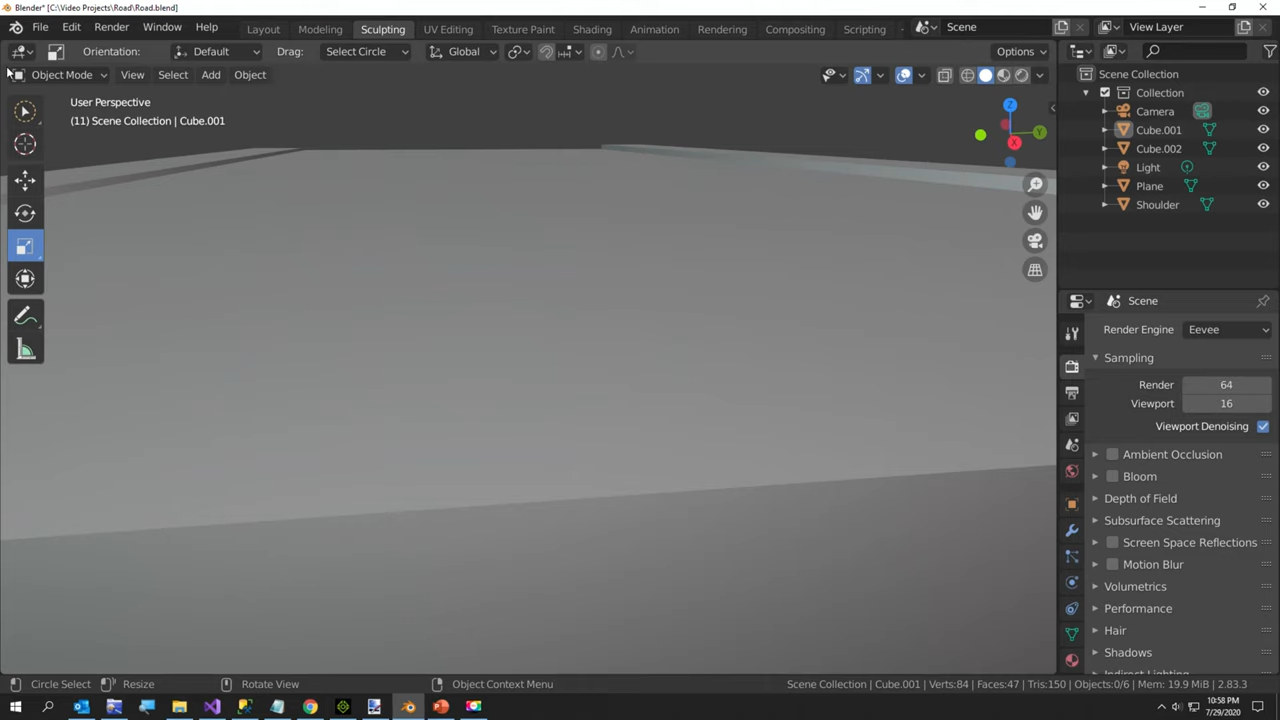 Blender* [C:\Video Projects\Road\Road.blend]
File Edit Render Window Help Layout Modeling Sculpting UV Editing Texture Paint Shading Animation Rendering Compositing Scripting Scene View Layer
Orientation: Default Drag: Select Circle Global Options
Object Mode View Select Add Object
Scene Collection
Collection
User Perspective
(11) Scene Collection | Cube.001
Camera
Cube.001
Cube.002
Light
Plane
Shoulder
Z
Y
X
Scene
Render Engine Eevee
Sampling
Render 64
Viewport 16
Viewport Denoising
Ambient Occlusion
Bloom
Depth of Field
Subsurface Scattering
Screen Space Reflections
Motion Blur
Volumetrics
Performance
Hair
Shadows
Indirect Lighting
Circle Select Resize Rotate View Object Context Menu Scene Collection | Cube.001 | Verts:84 | Faces:47 | Tris:150 | Objects:0/6 | Mem: 19.9 MiB | 2.83.3
10:58 PM
7/29/2020